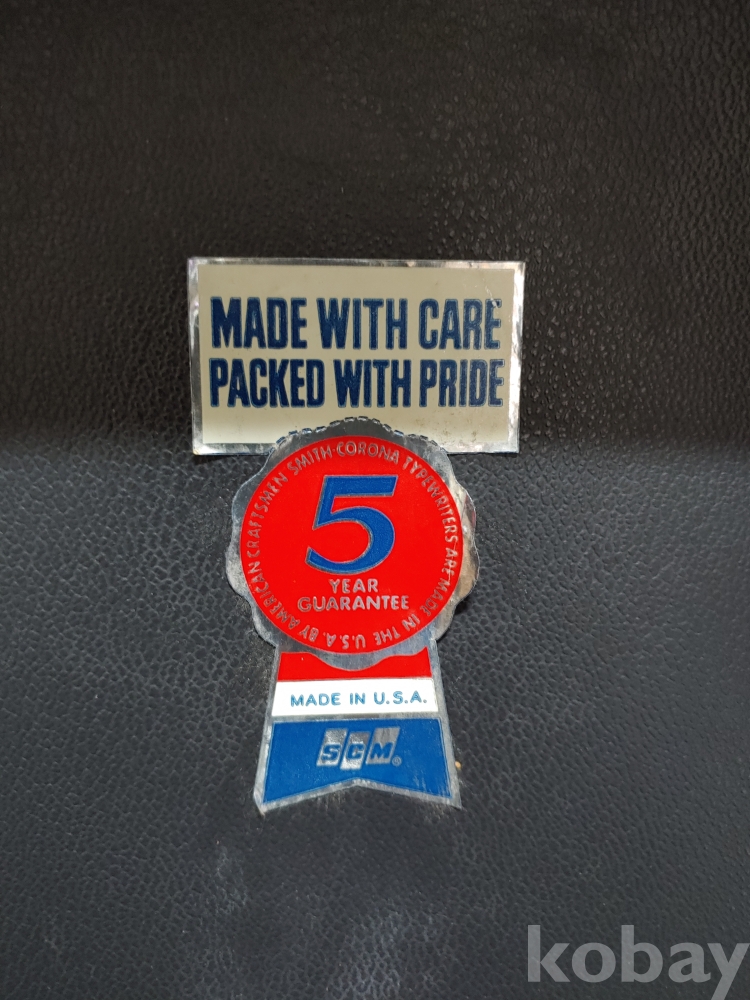 MADE WITH CARE
PACKED WITH PRIDE
SMITH-CORONA TYPEWRITERS ARE MADE IN THE U.S.A. BY AMERICAN CRAFTSMEN
5
YEAR
GUARANTEE
MADE IN U.S.A.
SCM®
kobay